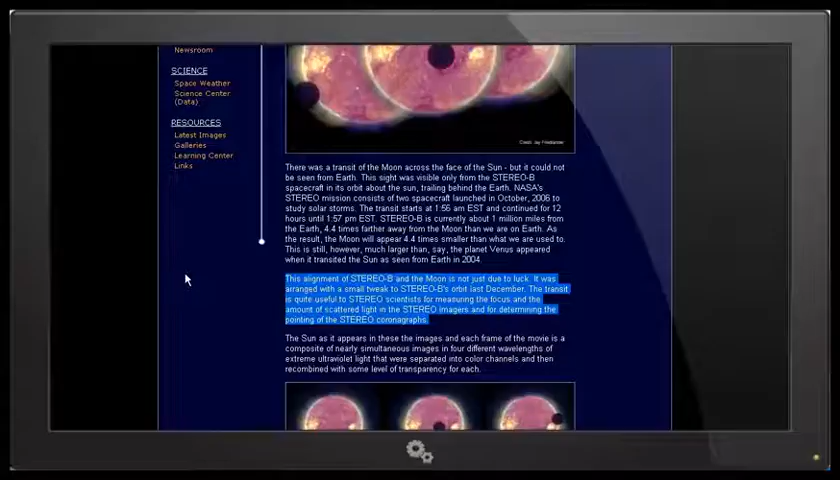 Newsroom
SCIENCE
Space Weather
Science Center
(Data)
RESOURCES
Latest Images
Galleries
Learning Center
Links
Credit: Jay Friedlander
There was a transit of the Moon across the face of the Sun - but it could not
be seen from Earth. This sight was visible only from the STEREO-B
spacecraft in its orbit about the sun, trailing behind the Earth. NASA's
STEREO mission consists of two spacecraft launched in October, 2006 to
study solar storms. The transit starts at 1:56 am EST and continued for 12
hours until 1:57 pm EST. STEREO-B is currently about 1 million miles from
the Earth, 4.4 times farther away from the Moon than we are on Earth. As
the result, the Moon will appear 4.4 times smaller than what we are used to.
This is still, however, much larger than, say, the planet Venus appeared
when it transited the Sun as seen from Earth in 2004.
This alignment of STEREO-B and the Moon is not just due to luck. It was
arranged with a small tweak to STEREO-B's orbit last December. The transit
is quite useful to STEREO scientists for measuring the focus and the
amount of scattered light in the STEREO imagers and for determining the
pointing of the STEREO coronagraphs.
The Sun as it appears in these the images and each frame of the movie is a
composite of nearly simultaneous images in four different wavelengths of
extreme ultraviolet light that were separated into color channels and then
recombined with some level of transparency for each.